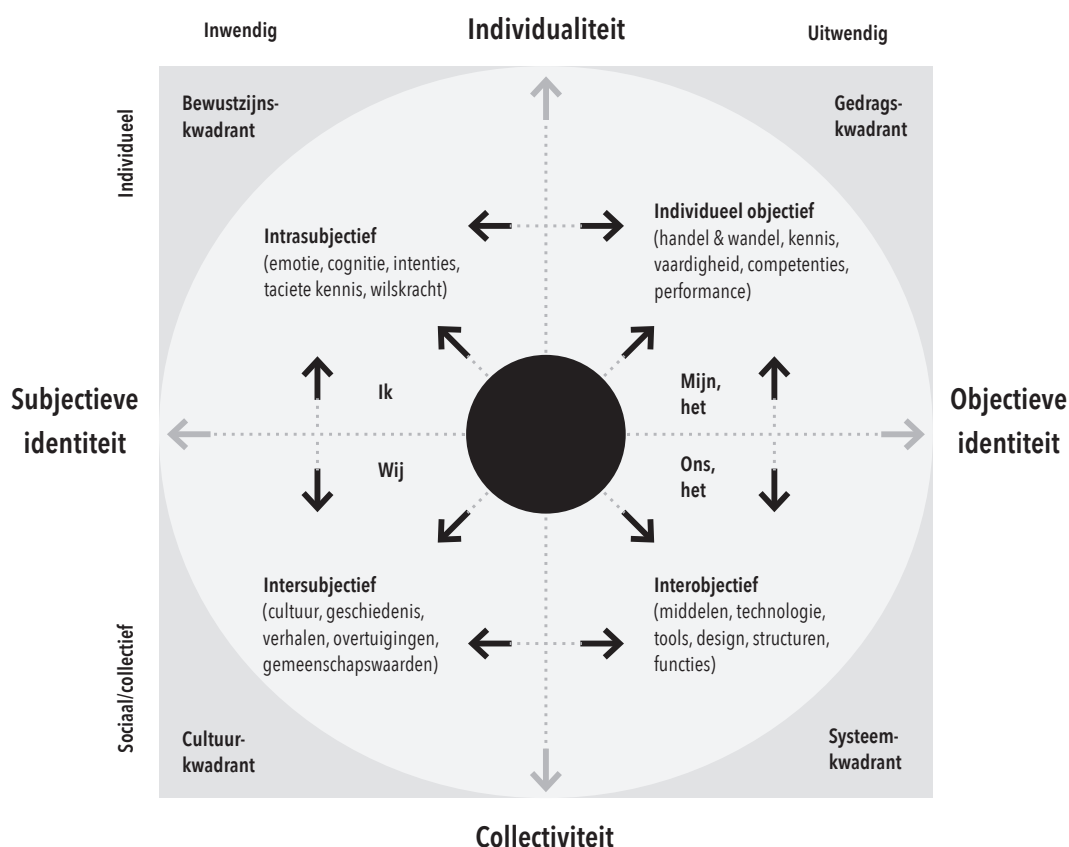 Inwendig
Individualiteit
Uitwendig
Individueel
Bewustzijns-
kwadrant
Gedrags-
kwadrant
Intrasubjectief
(emotie, cognitie, intenties,
taciete kennis, wilskracht)
Individueel objectief
(handel & wandel, kennis,
vaardigheid, competenties,
performance)
Subjectieve
identiteit
Ik
Mijn,
het
Wij
Ons,
het
Objectieve
identiteit
Intersubjectief
(cultuur, geschiedenis,
verhalen, overtuigingen,
gemeenschapswaarden)
Interobjectief
(middelen, technologie,
tools, design, structuren,
functies)
Sociaal/collectief
Cultuur-
kwadrant
Systeem-
kwadrant
Collectiviteit